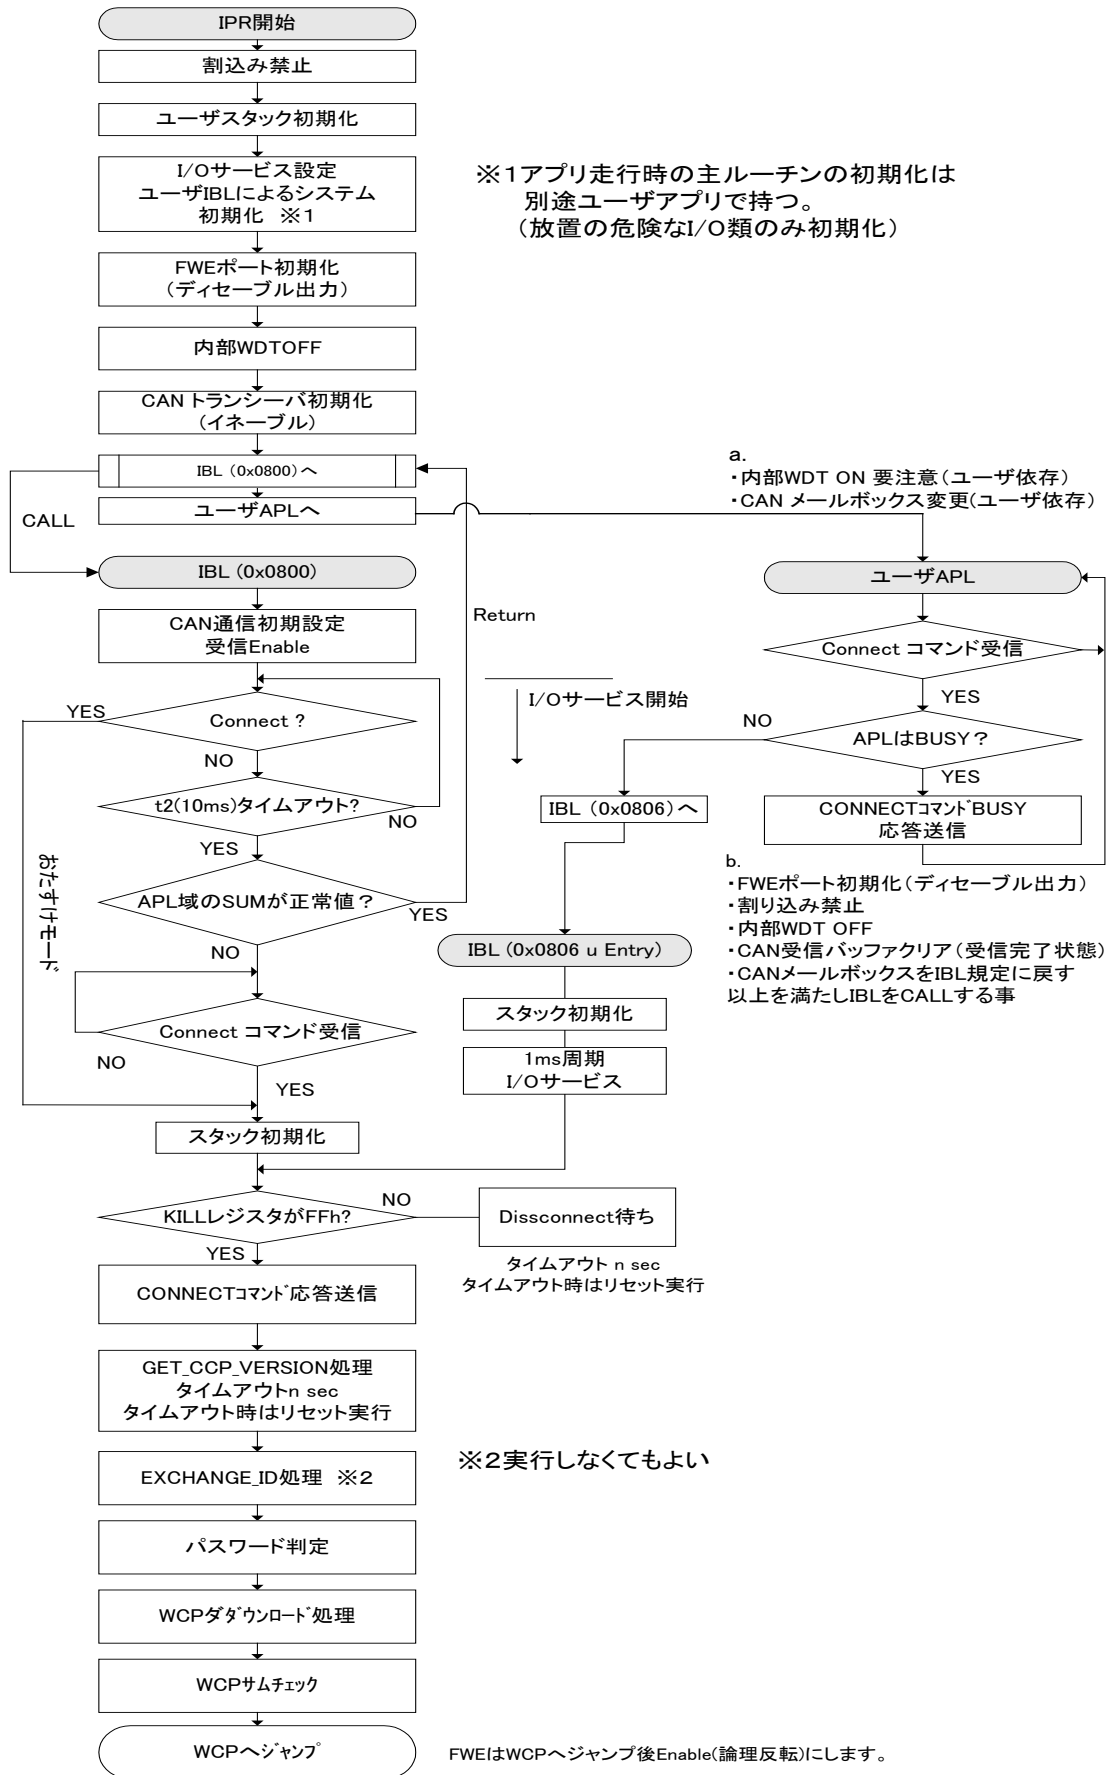 IPR開始
割込み禁止
ユーザスタック初期化
I/Oサービス設定
ユーザIBLによるシステム
初期化 ※1
※1アプリ走行時の主ルーチンの初期化は
別途ユーザアプリで持つ。
(放置の危険なI/O類のみ初期化)
FWEポート初期化
(ディセーブル出力)
内部WDTOFF
CAN トランシーバ初期化
(イネーブル)
IBL (0x0800)へ
ユーザAPLへ
CALL
a.
・内部WDT ON 要注意(ユーザ依存)
・CAN メールボックス変更(ユーザ依存)
IBL (0x0800)
CAN通信初期設定
受信Enable
Return
YES
Connect ?
NO
t2(10ms)タイムアウト?
NO
YES
APL域のSUMが正常値?
YES
NO
おたすけモード
Connect コマンド受信
NO
YES
スタック初期化
I/Oサービス開始
ユーザAPL
Connect コマンド受信
YES
NO
APLはBUSY?
YES
CONNECTコマンドBUSY
応答送信
IBL (0x0806)へ
b.
・FWEポート初期化(ディセーブル出力)
・割り込み禁止
・内部WDT OFF
・CAN受信バッファクリア(受信完了状態)
・CANメールボックスをIBL規定に戻す
以上を満たしIBLをCALLする事
IBL (0x0806 u Entry)
スタック初期化
1ms周期
I/Oサービス
KILLレジスタがFFh?
NO
Dissconnect待ち
タイムアウト n sec
タイムアウト時はリセット実行
YES
CONNECTコマンド応答送信
GET_CCP_VERSION処理
タイムアウトn sec
タイムアウト時はリセット実行
EXCHANGE_ID処理 ※2
※2実行しなくてもよい
パスワード判定
WCPダダウンロード処理
WCPサムチェック
WCPへジャンプ
FWEはWCPへジャンプ後Enable(論理反転)にします。